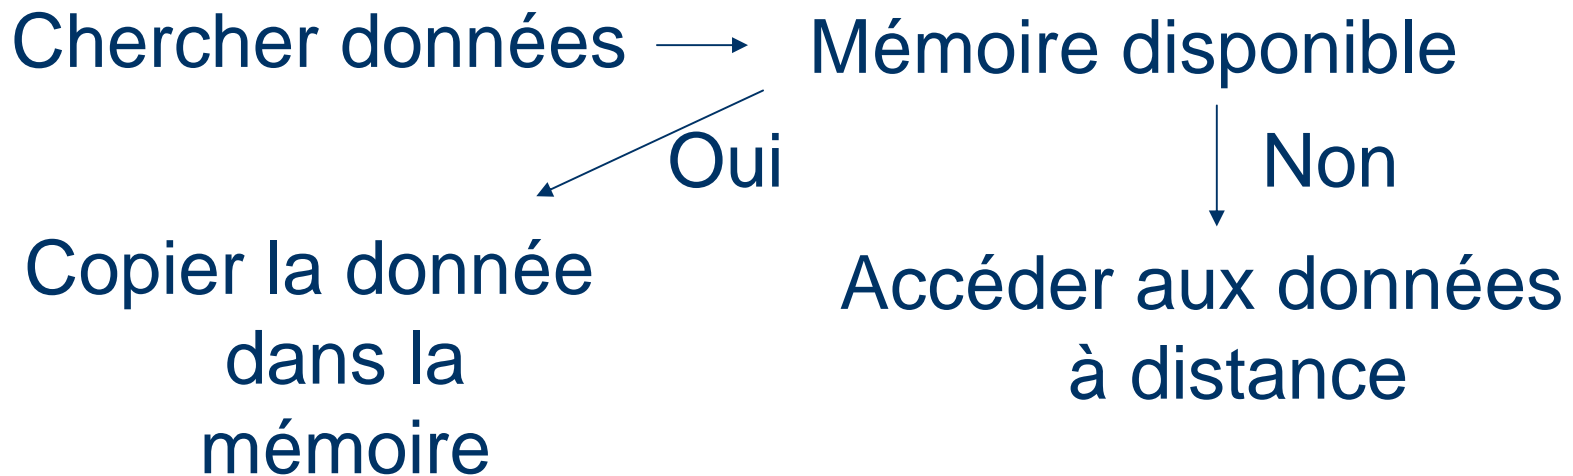 Chercher données
Mémoire disponible
Oui
Non
Copier la donnée
dans la
mémoire
Accéder aux données
à distance